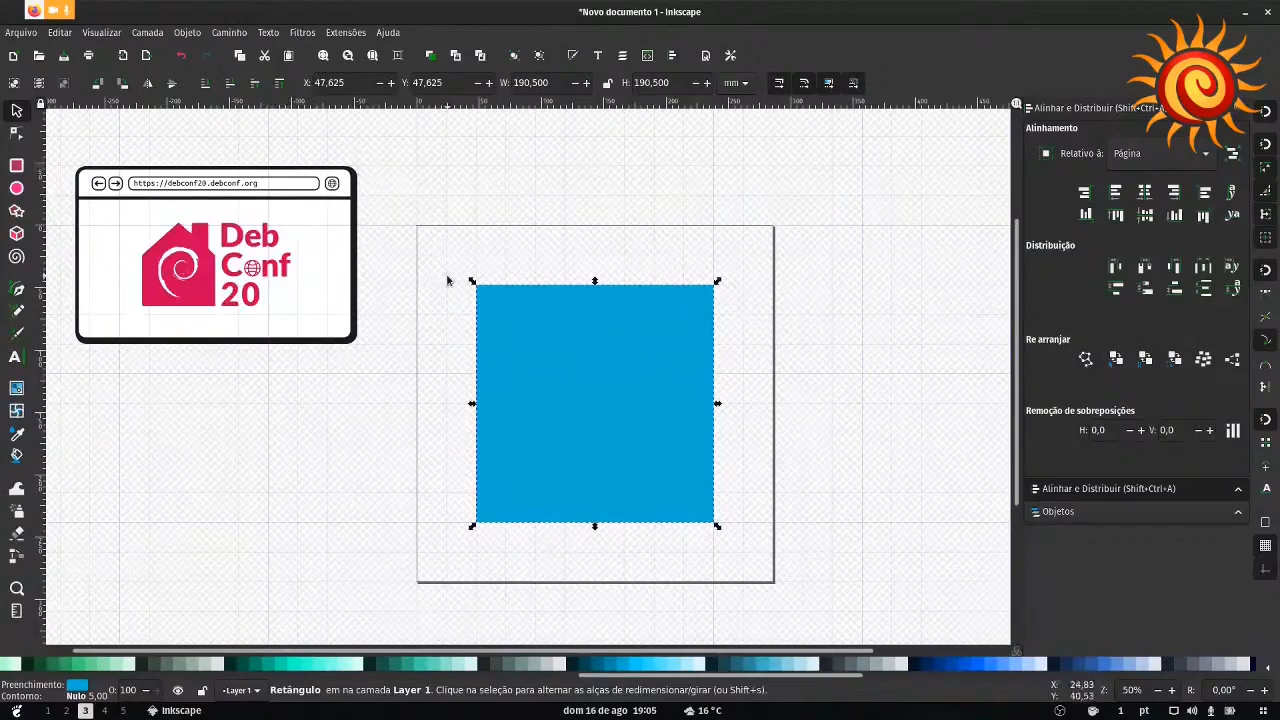 *Novo documento 1 - Inkscape
Arquivo Editar Visualizar Camada Objeto Caminho Texto Filtros Extensões Ajuda
X: 47,625 Y: 47,625 W: 190,500 H: 190,500 mm
Alinhar e Distribuir (Shift+Ctrl+A)
Alinhamento
Relativo à: Página
https://debconf20.debconf.org
Deb
Conf
20
Distribuição
Re arranjar
Remoção de sobreposições
H: 0,0 V: 0,0
Alinhar e Distribuir (Shift+Ctrl+A)
Objetos
Preenchimento:
Contorno: Nulo 5,00
O: 100
Layer 1
Retângulo em na camada Layer 1. Clique na seleção para alternar as alças de redimensionar/girar (ou Shift+s).
X: 24,83
Y: 40,53
Z: 50%
R: 0,00°
1 2 3 4 5 Inkscape dom 16 de ago 19:05 16 °C 1 pt